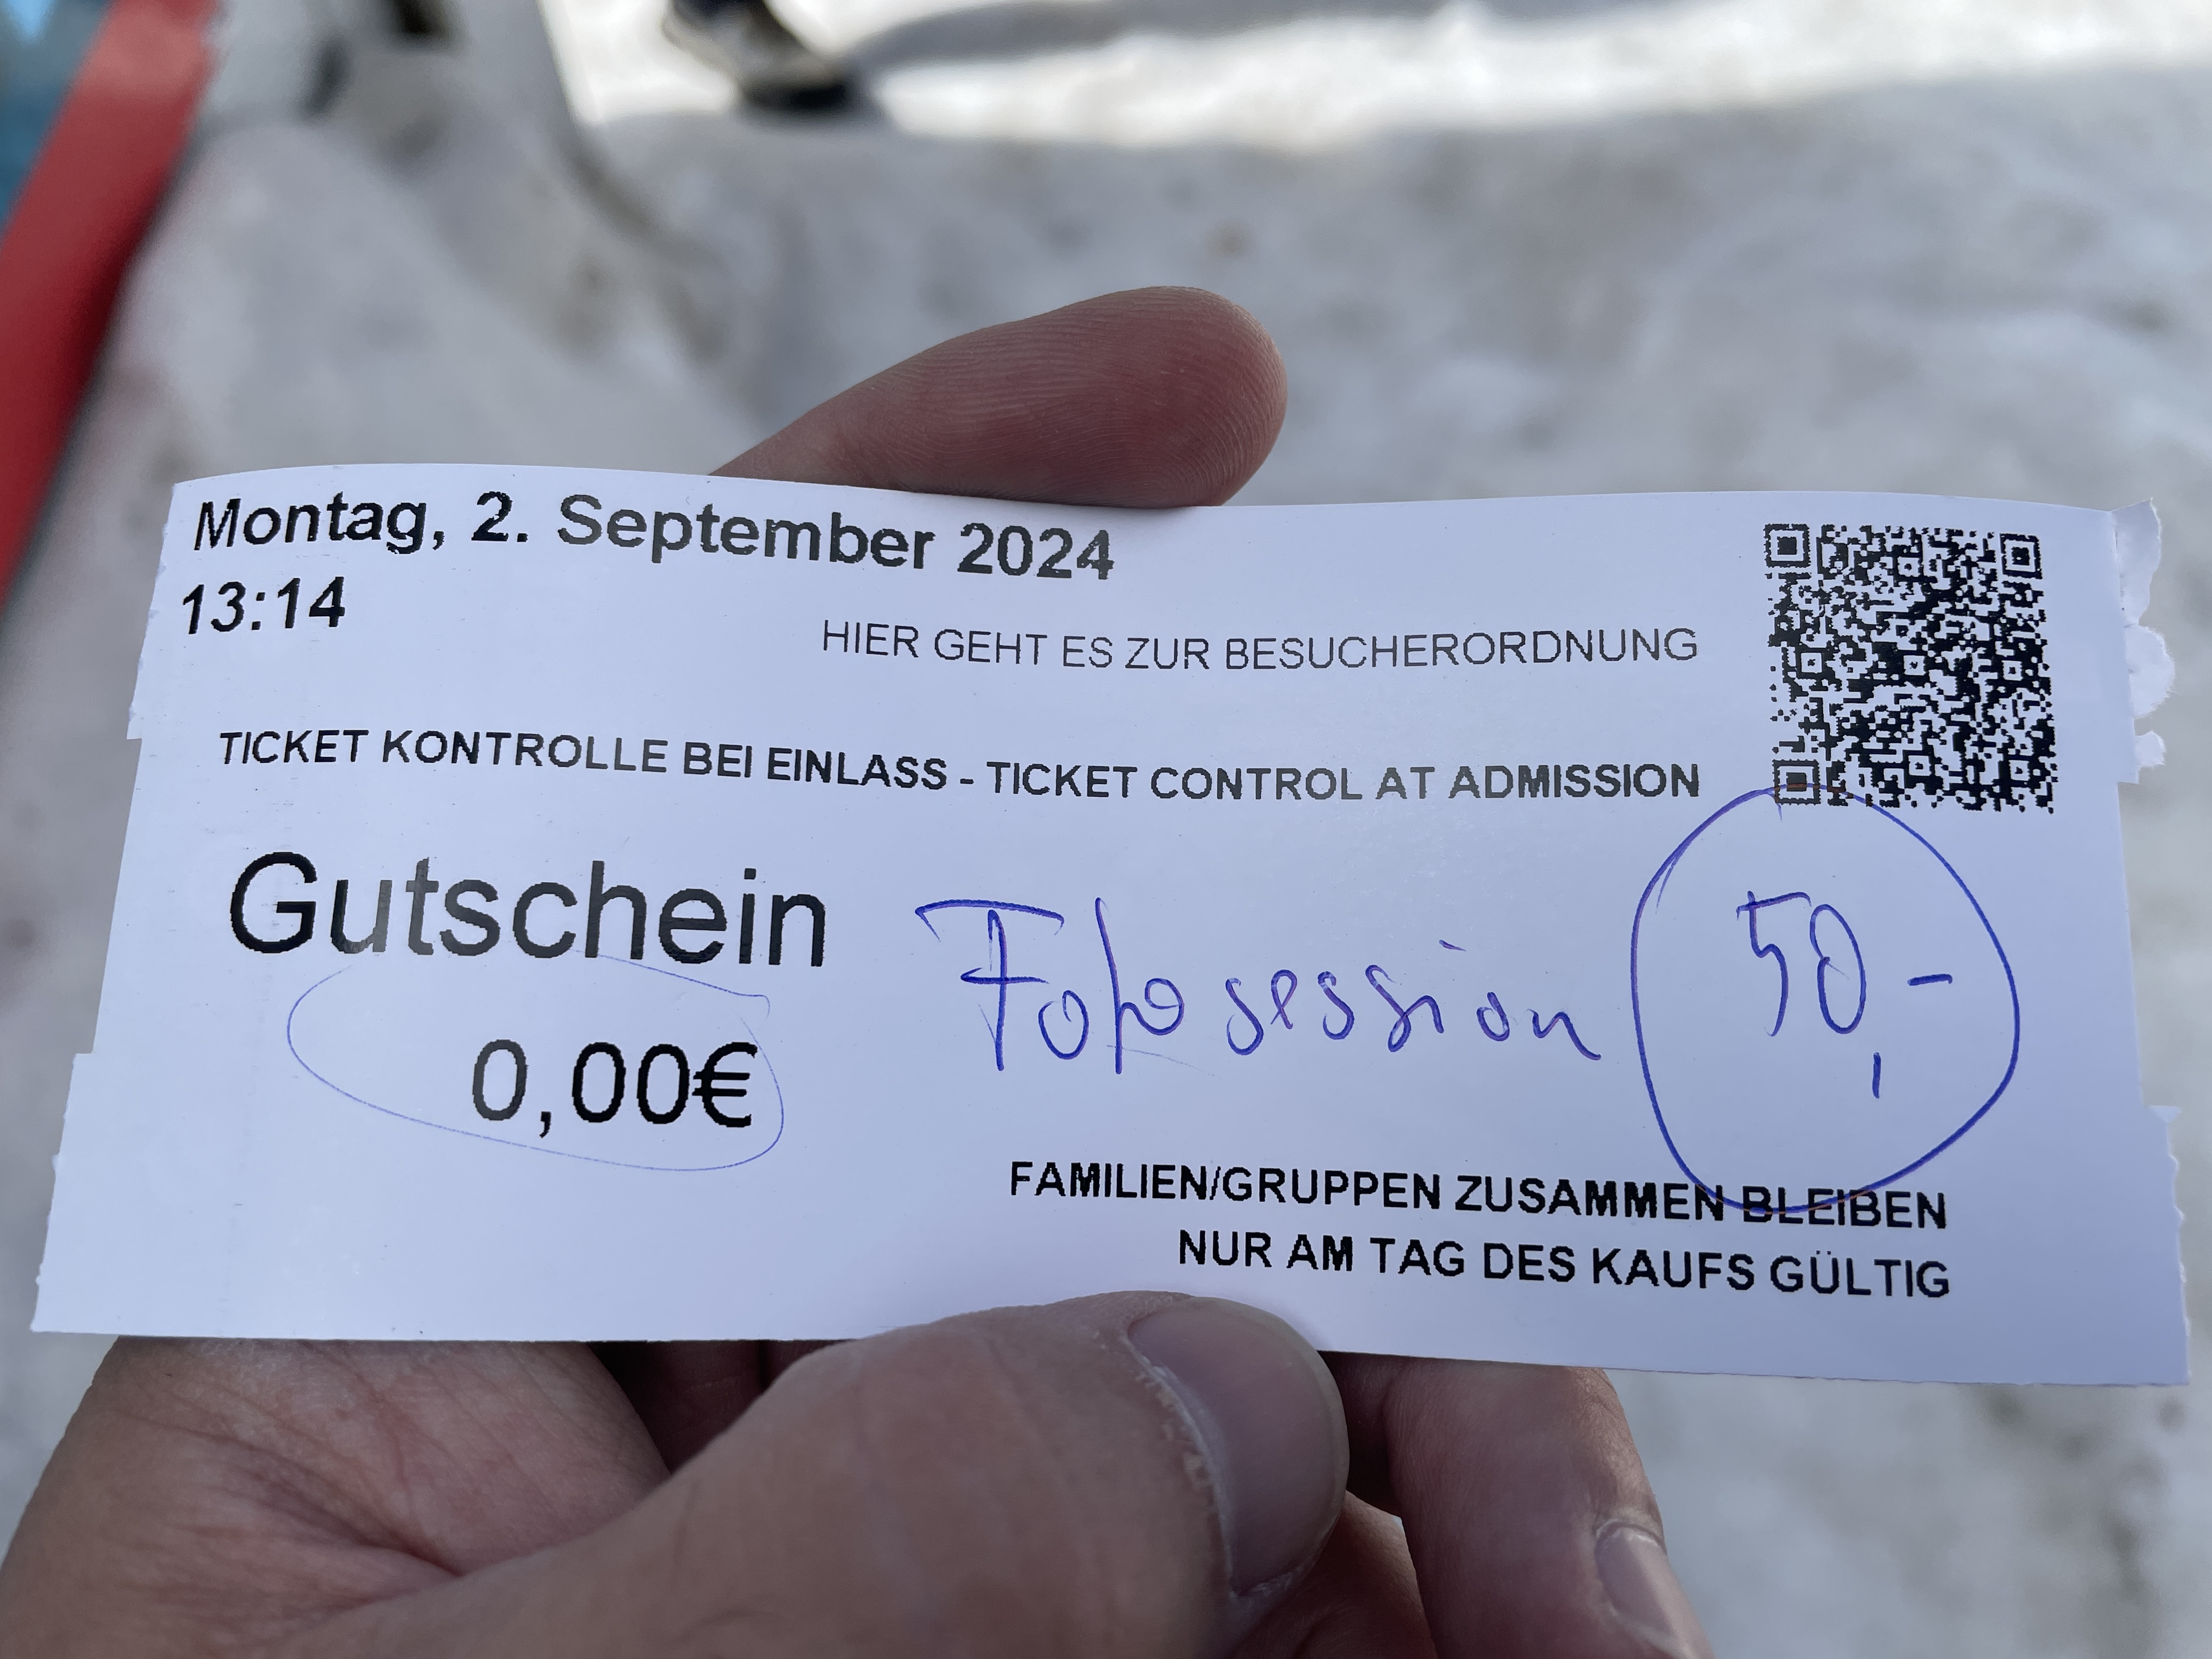 Montag, 2. September 2024
13:14
HIER GEHT ES ZUR BESUCHERORDNUNG
TICKET KONTROLLE BEI EINLASS - TICKET CONTROL AT ADMISSION
Gutschein
Fotosession
50,-
0,00€
FAMILIEN/GRUPPEN ZUSAMMEN BLEIBEN
NUR AM TAG DES KAUFS GÜLTIG